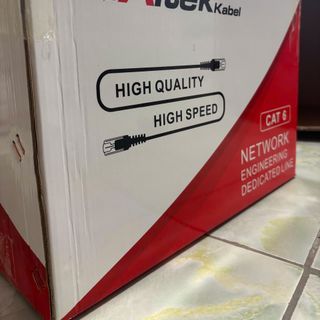 Kabel
HIGH QUALITY
HIGH SPEED
CAT 6
NETWORK
ENGINEERING
DEDICATED LINE